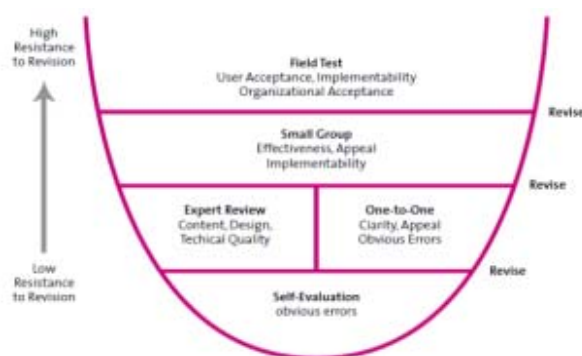 High
Resistance
to Revision
Field Test
User Acceptance, Implementability
Organizational Acceptance
Revise
Small Group
Effectiveness, Appeal
Implementability
Revise
Expert Review
Content, Design,
Techical Quality
One-to-One
Clarity, Appeal
Obvious Errors
Revise
Low
Resistance
to Revision
Self-Evaluation
obvious errors